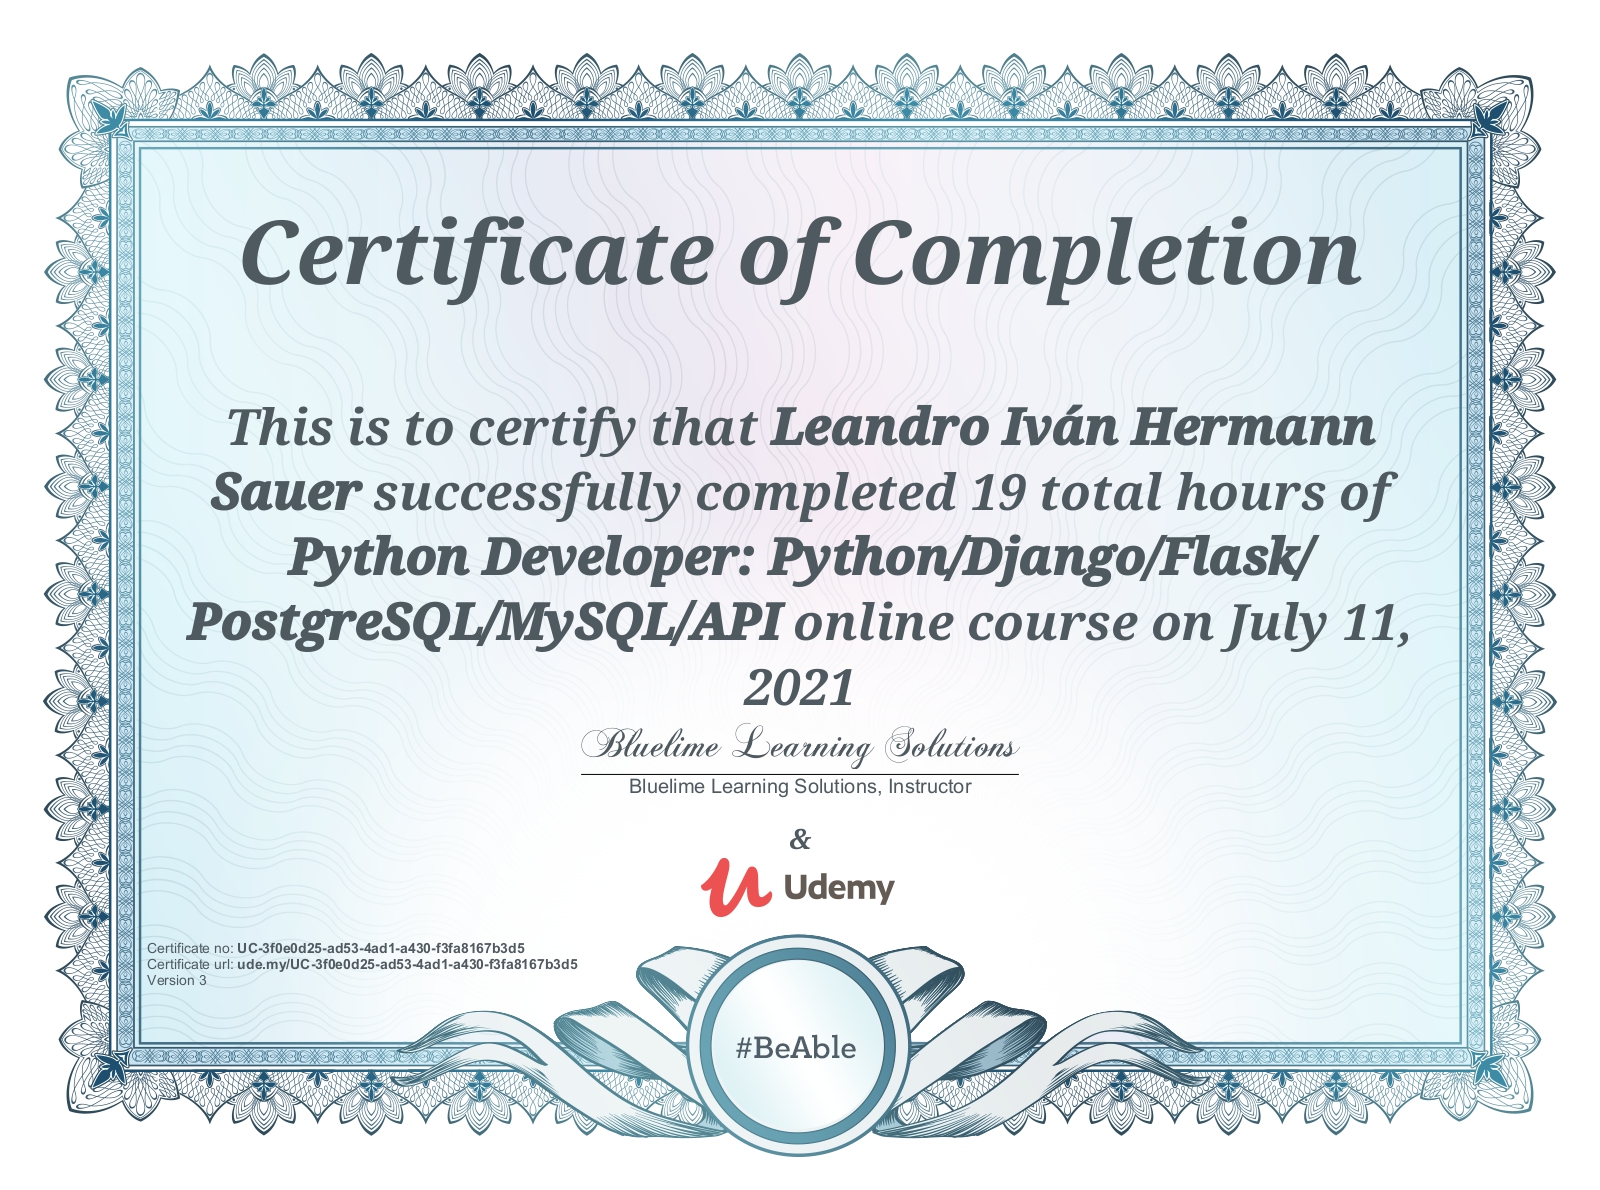 Certificate of Completion
This is to certify that Leandro Iván Hermann
Sauer successfully completed 19 total hours of
Python Developer: Python/Django/Flask/
PostgreSQL/MySQL/API online course on July 11,
2021
Bluelime Learning Solutions
Bluelime Learning Solutions, Instructor
&
Udemy
Certificate no: UC-3f0e0d25-ad53-4ad1-a430-f3fa8167b3d5
Certificate url: ude.my/UC-3f0e0d25-ad53-4ad1-a430-f3fa8167b3d5
Version 3
#BeAble